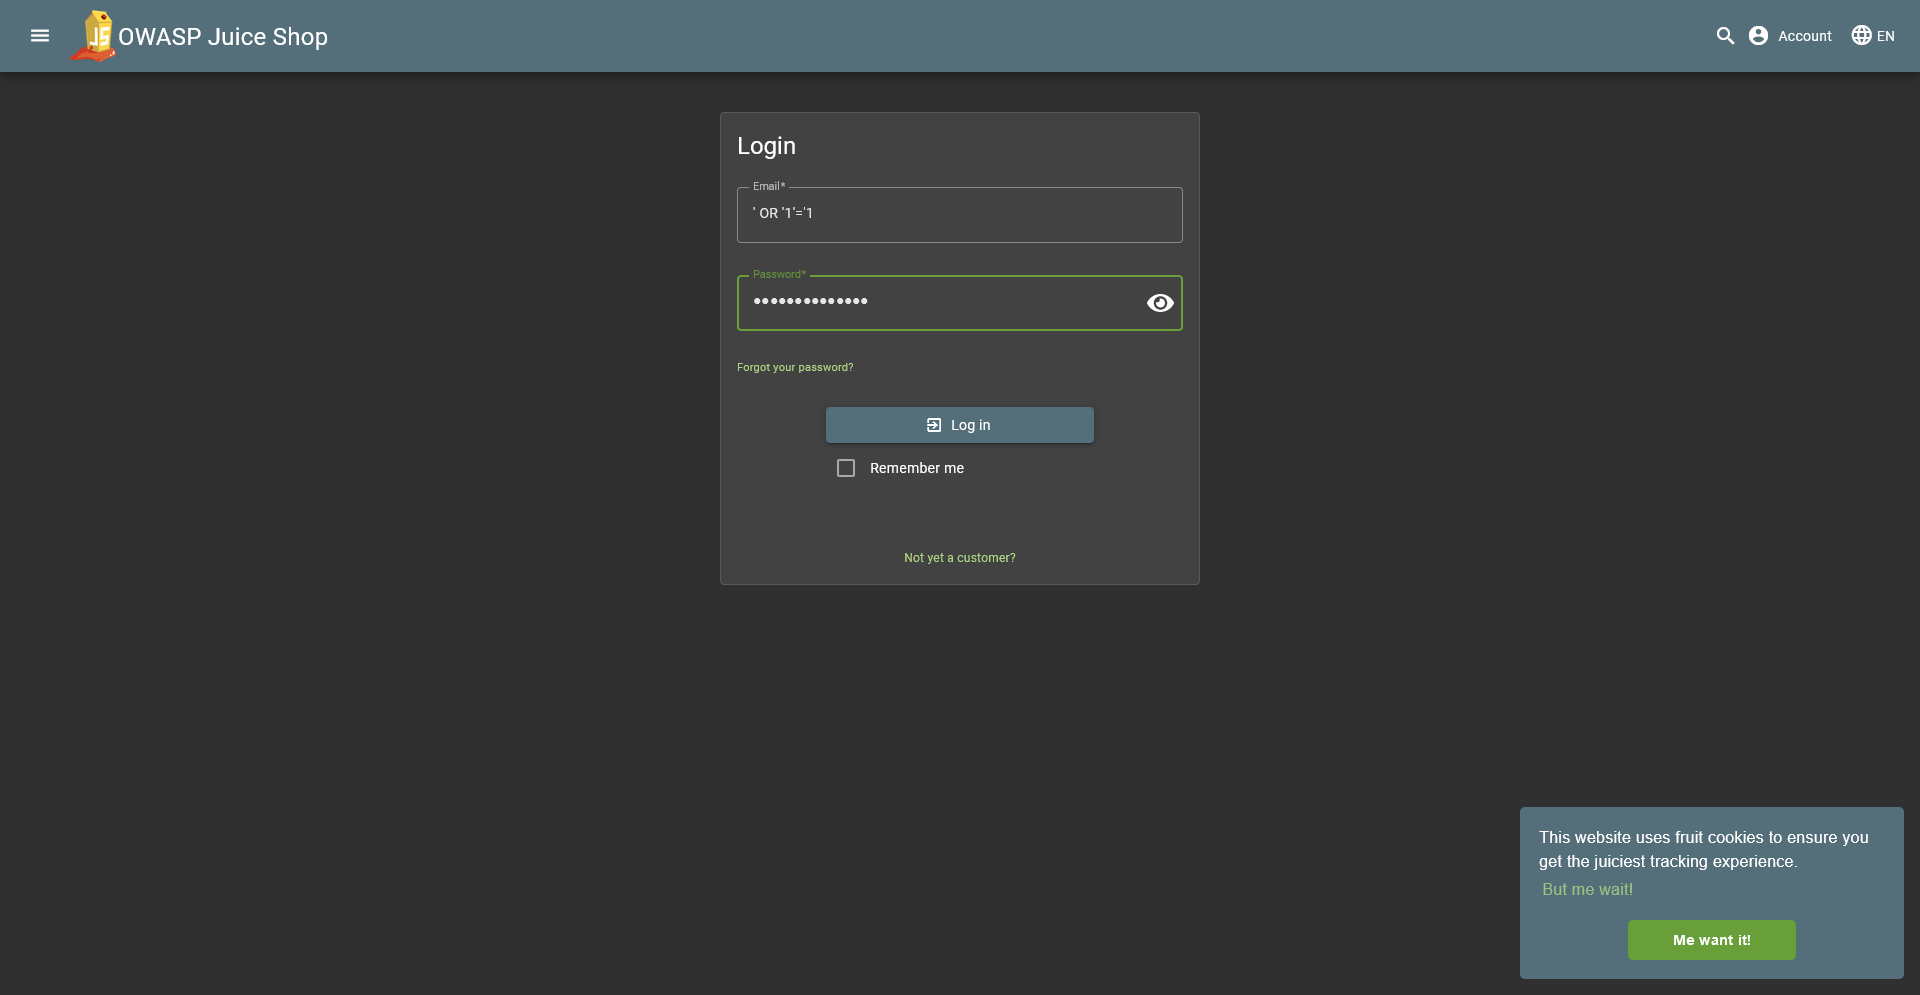 OWASP Juice Shop
Account
EN
Login
Email*
' OR '1'='1
Password*
••••••••••••••
Forgot your password?
Log in
Remember me
Not yet a customer?
This website uses fruit cookies to ensure you
get the juiciest tracking experience.
But me wait!
Me want it!